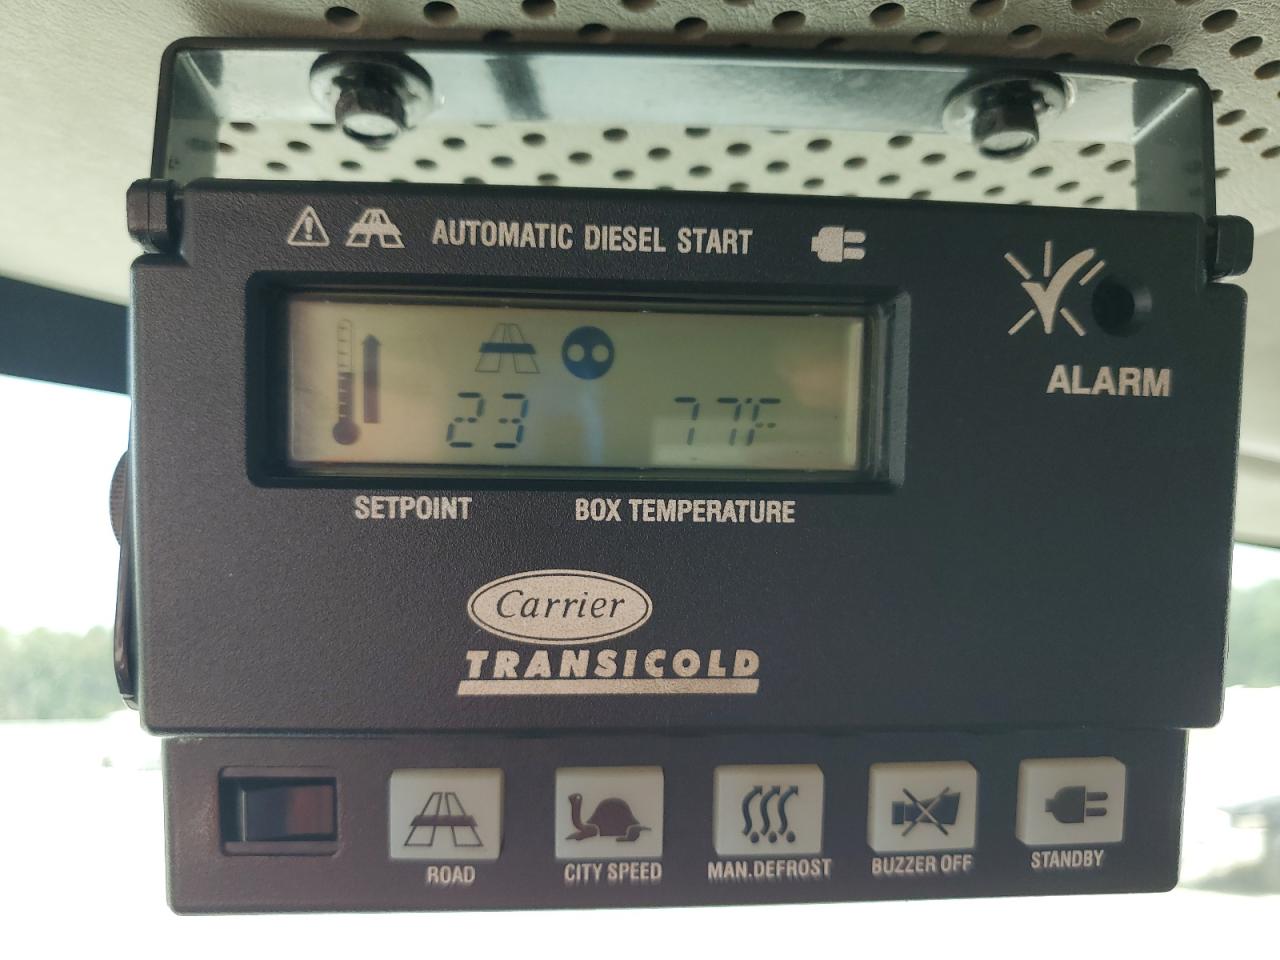 AUTOMATIC DIESEL START
23 77F
SETPOINT BOX TEMPERATURE
ALARM
Carrier
TRANSICOLD
ROAD CITY SPEED MAN.DEFROST BUZZER OFF STANDBY